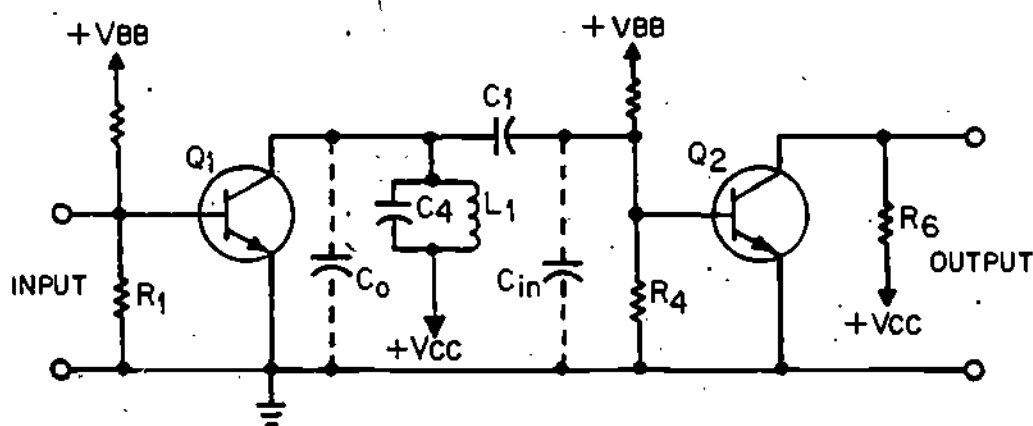 +VBB
+VBB
C1
Q1
Q2
C4
L1
R6
INPUT
R1
Co
Cin
R4
OUTPUT
+VCC
+VCC